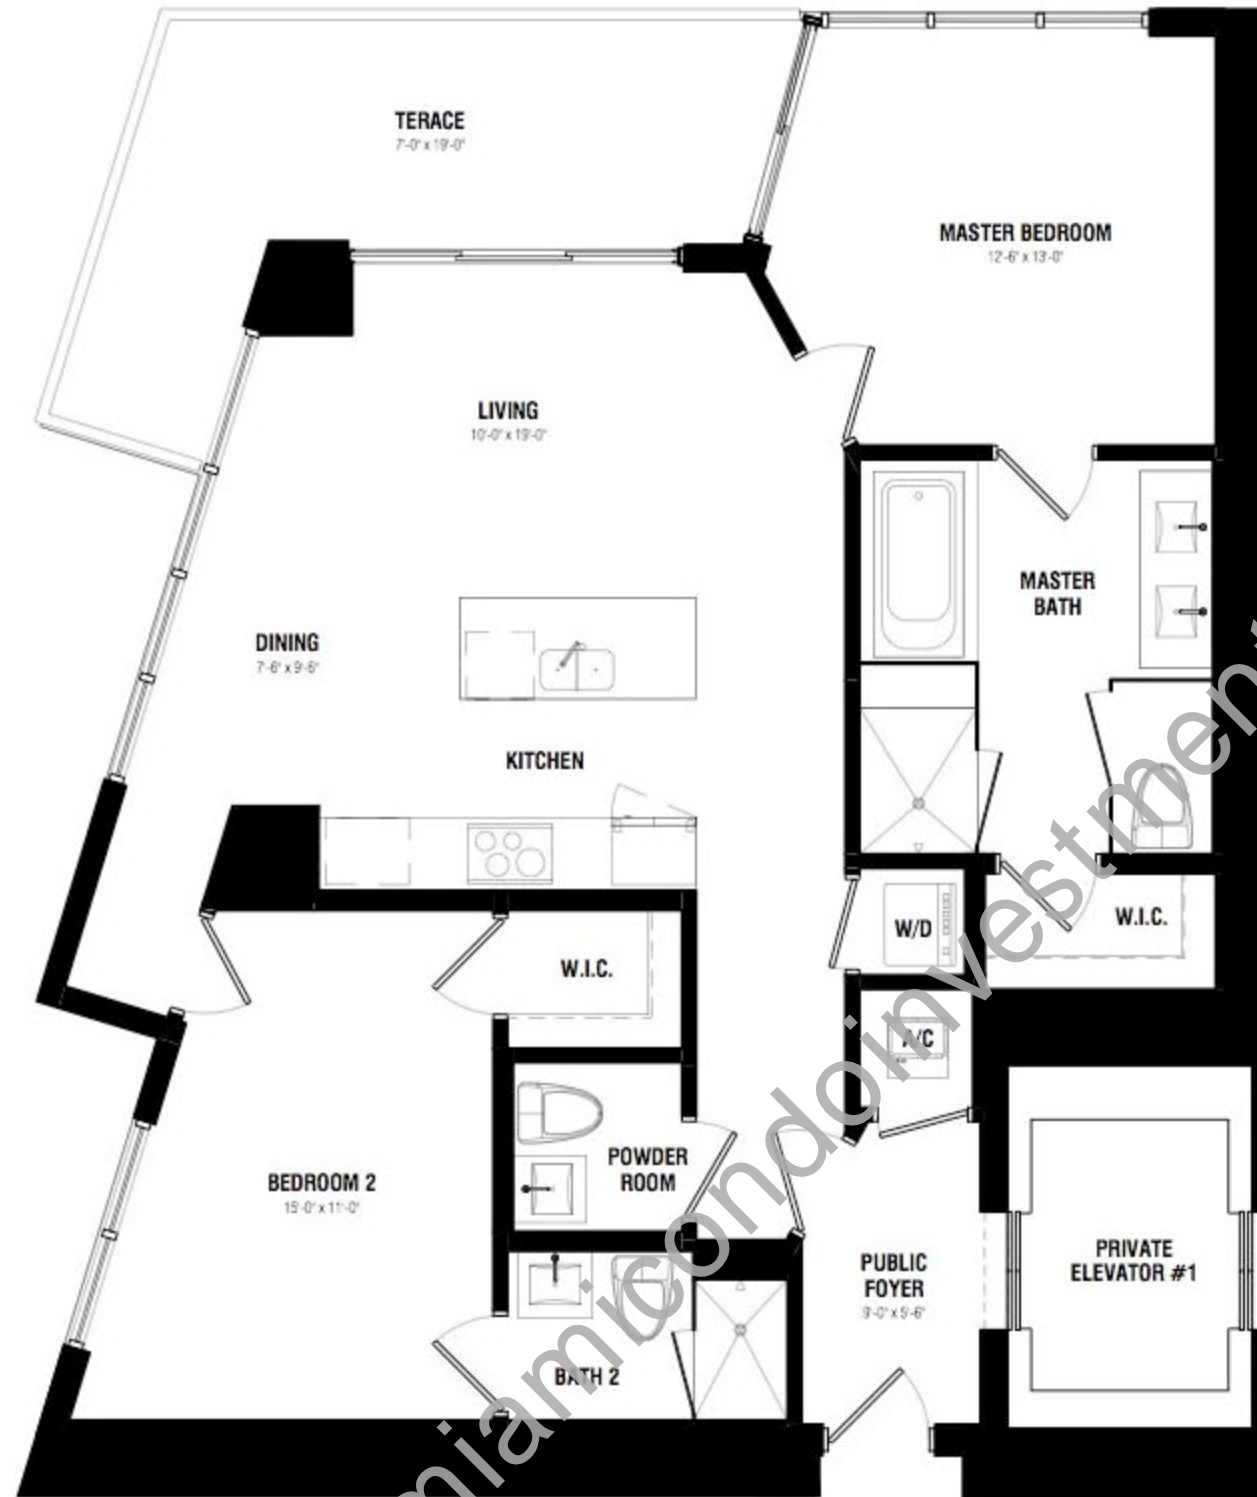 TERACE
7'-0" x 19'-0"
MASTER BEDROOM
12'-6" x 13'-0"
LIVING
10'-0" x 19'-0"
MASTER
BATH
DINING
7'-6" x 9'-6"
KITCHEN
W/D
W.I.C.
W.I.C.
A/C
POWDER
ROOM
BEDROOM 2
15'-0" x 11'-0"
PUBLIC
FOYER
9'-0" x 5'-6"
PRIVATE
ELEVATOR #1
BATH 2
miamicondoinvestment